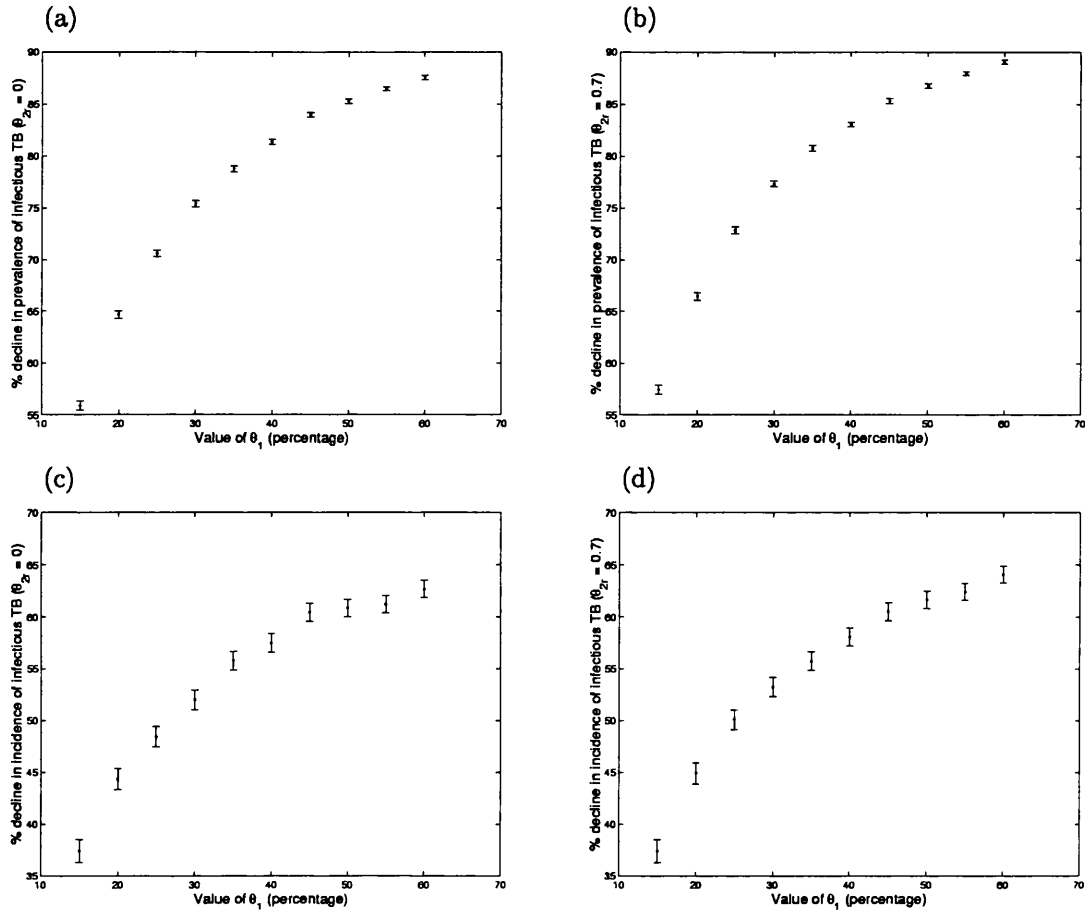 (a)
90
85
80
75
70
65
60
55
% decline in prevalence of infectious TB (θ2r = 0)
10 20 30 40 50 60 70
Value of θ1 (percentage)
(b)
90
85
80
75
70
65
60
55
% decline in prevalence of infectious TB (θ2r = 0.7)
10 20 30 40 50 60 70
Value of θ1 (percentage)
(c)
70
65
60
55
50
45
40
35
% decline in incidence of infectious TB (θ2r = 0)
10 20 30 40 50 60 70
Value of θ1 (percentage)
(d)
70
65
60
55
50
45
40
35
% decline in incidence of infectious TB (θ2r = 0.7)
10 20 30 40 50 60 70
Value of θ1 (percentage)